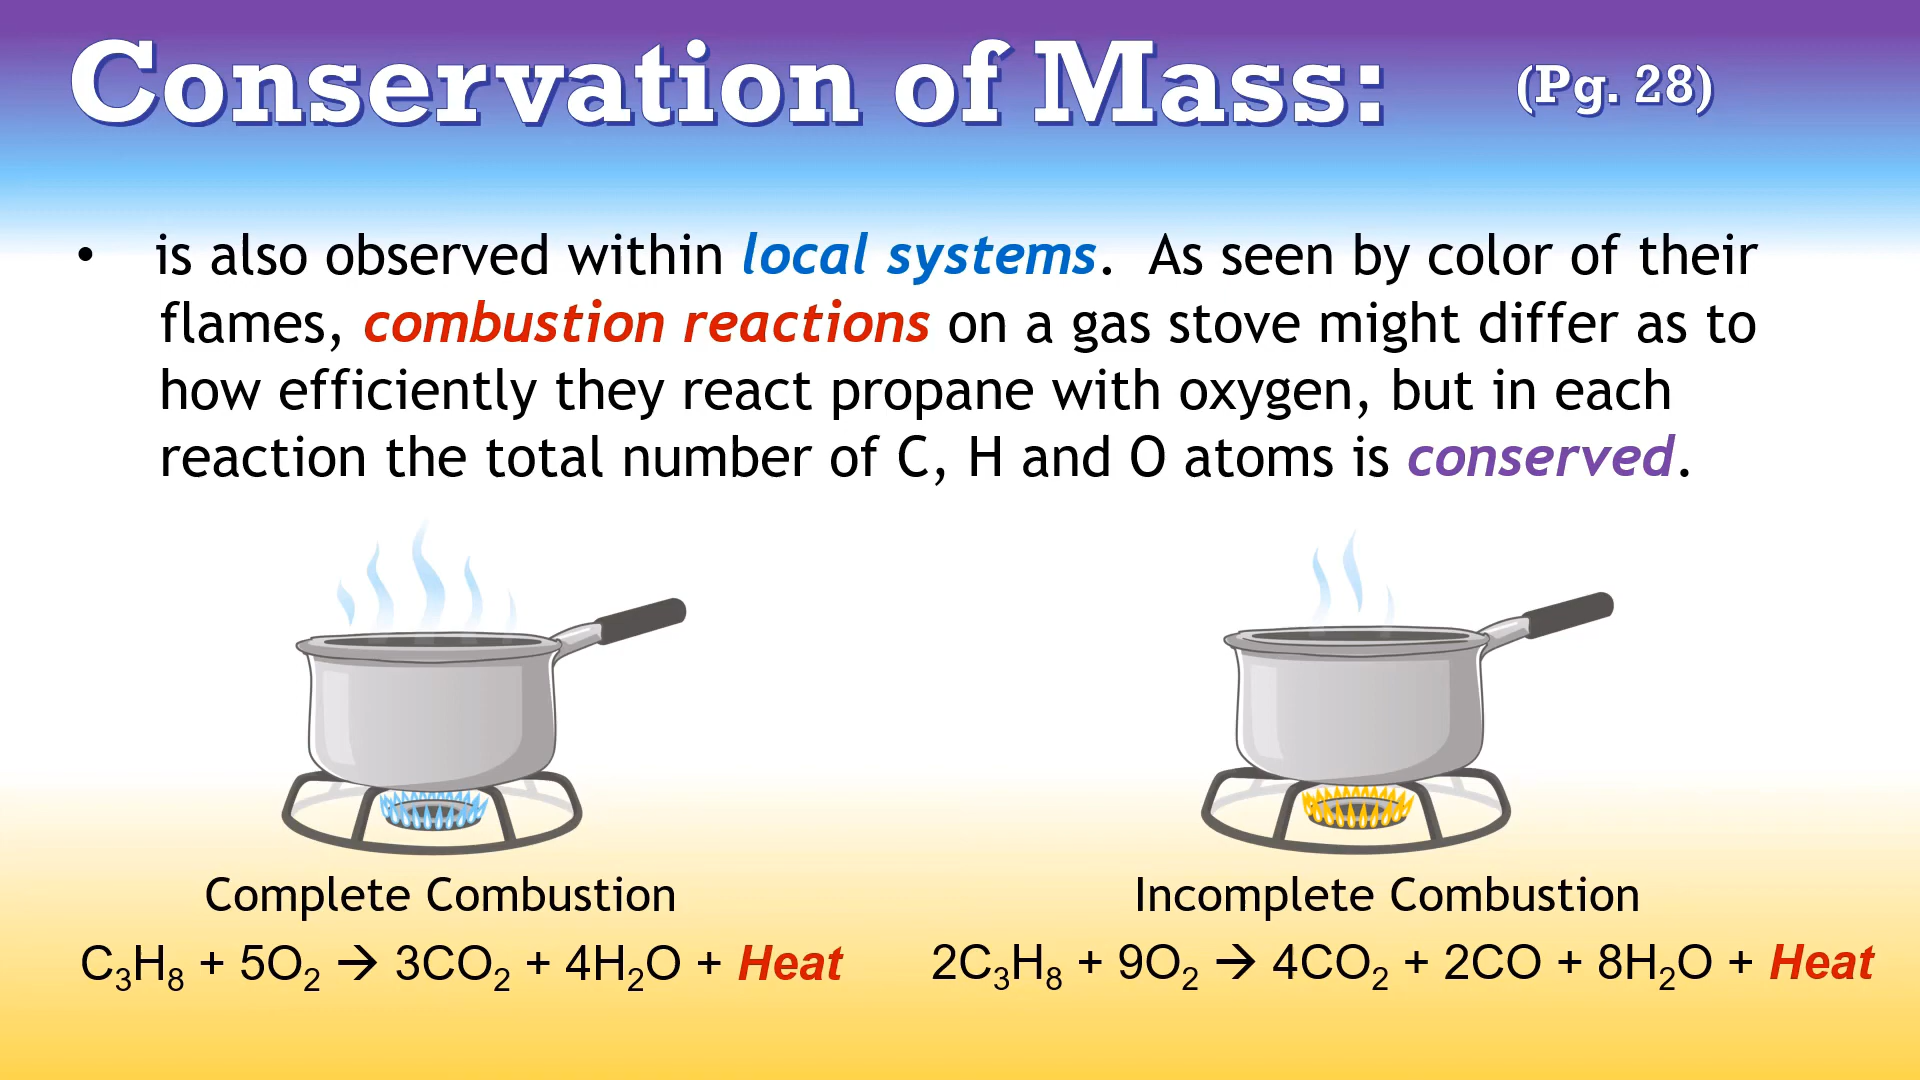 Conservation of Mass: (Pg. 28)
• is also observed within local systems. As seen by color of their
flames, combustion reactions on a gas stove might differ as to
how efficiently they react propane with oxygen, but in each
reaction the total number of C, H and O atoms is conserved.
Complete Combustion
C₃H₈ + 5O₂ → 3CO₂ + 4H₂O + Heat
Incomplete Combustion
2C₃H₈ + 9O₂ → 4CO₂ + 2CO + 8H₂O + Heat